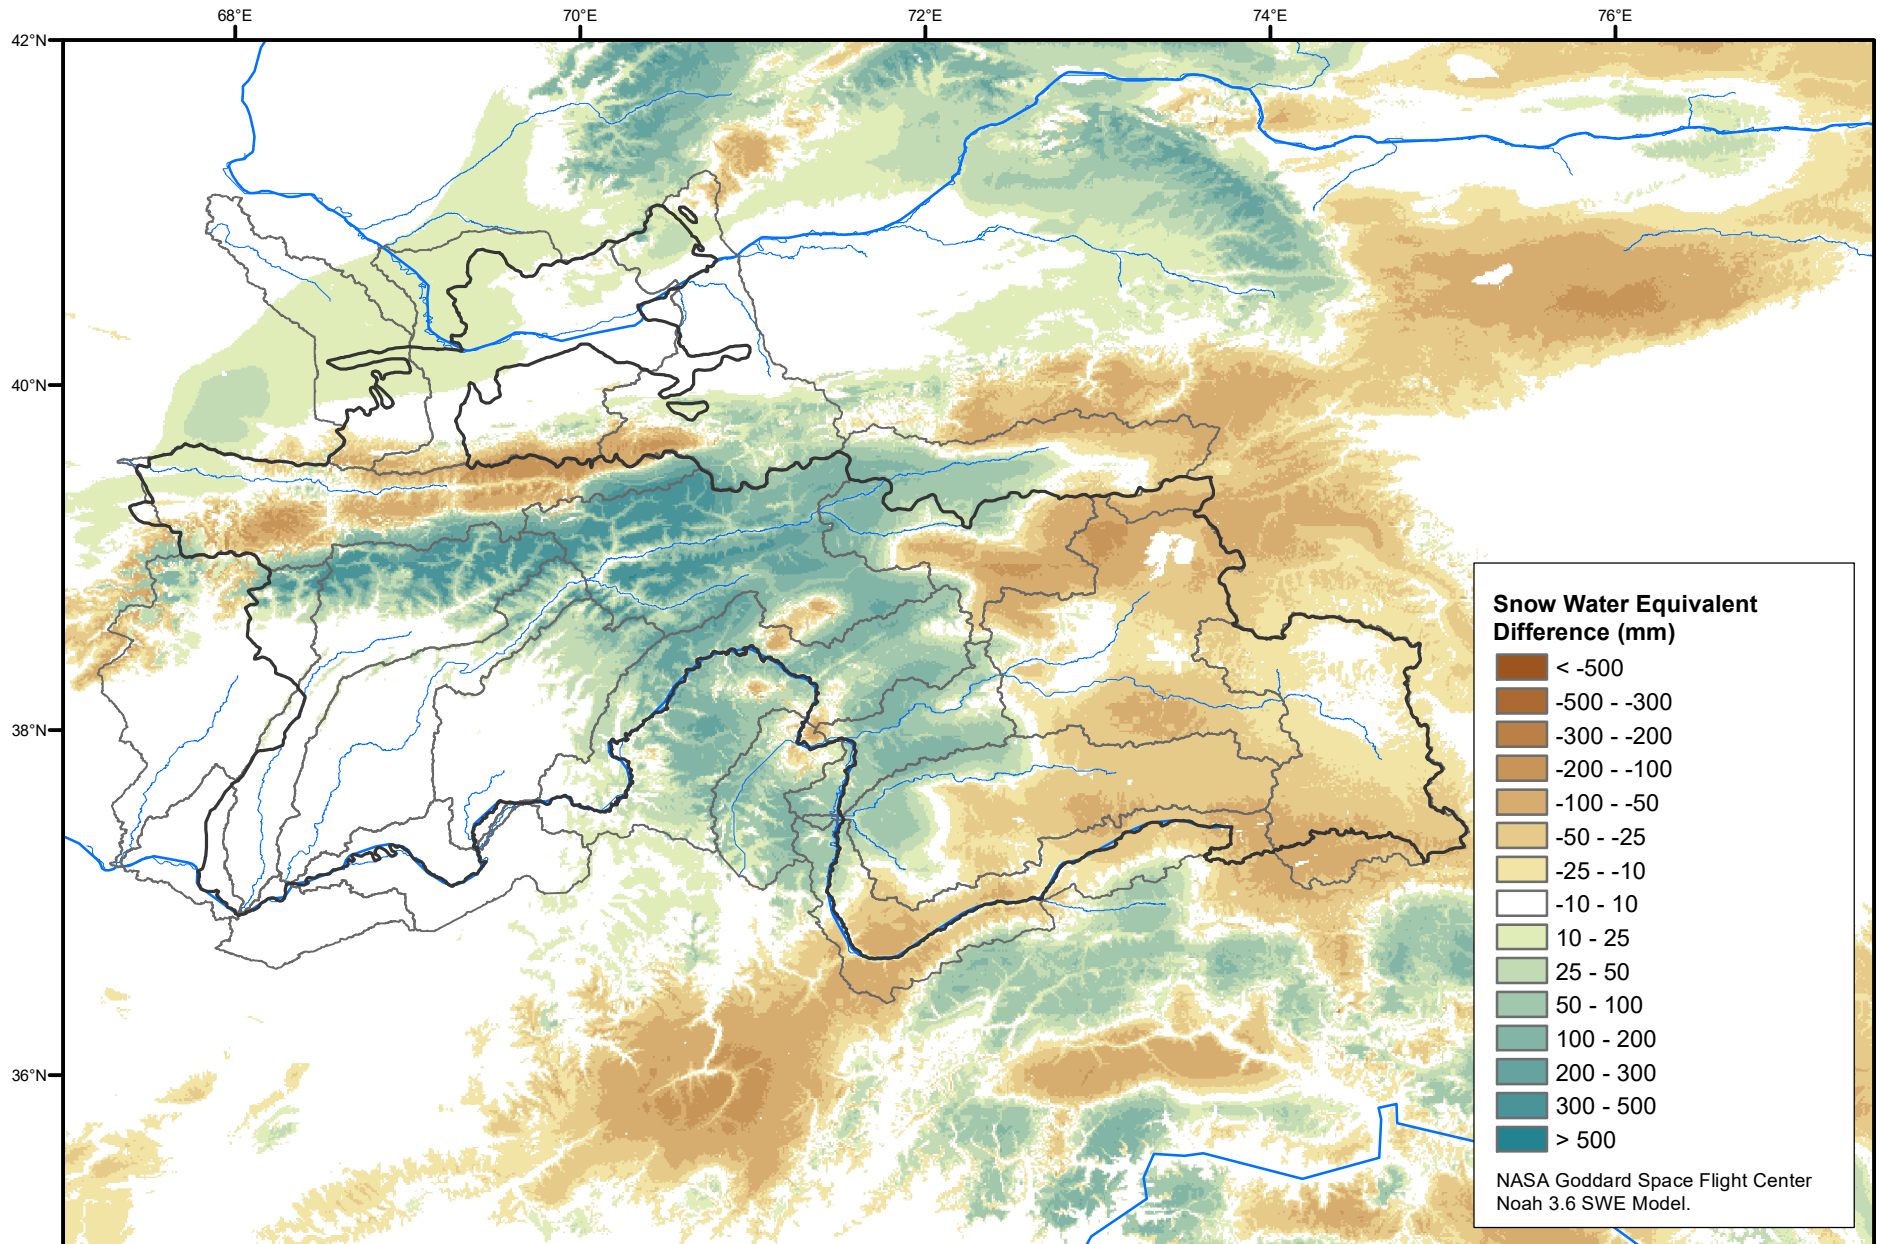 68°E
70°E
72°E
74°E
76°E
42°N
40°N
38°N
36°N
Snow Water Equivalent
Difference (mm)
< -500
-500 - -300
-300 - -200
-200 - -100
-100 - -50
-50 - -25
-25 - -10
-10 - 10
10 - 25
25 - 50
50 - 100
100 - 200
200 - 300
300 - 500
> 500
NASA Goddard Space Flight Center
Noah 3.6 SWE Model.